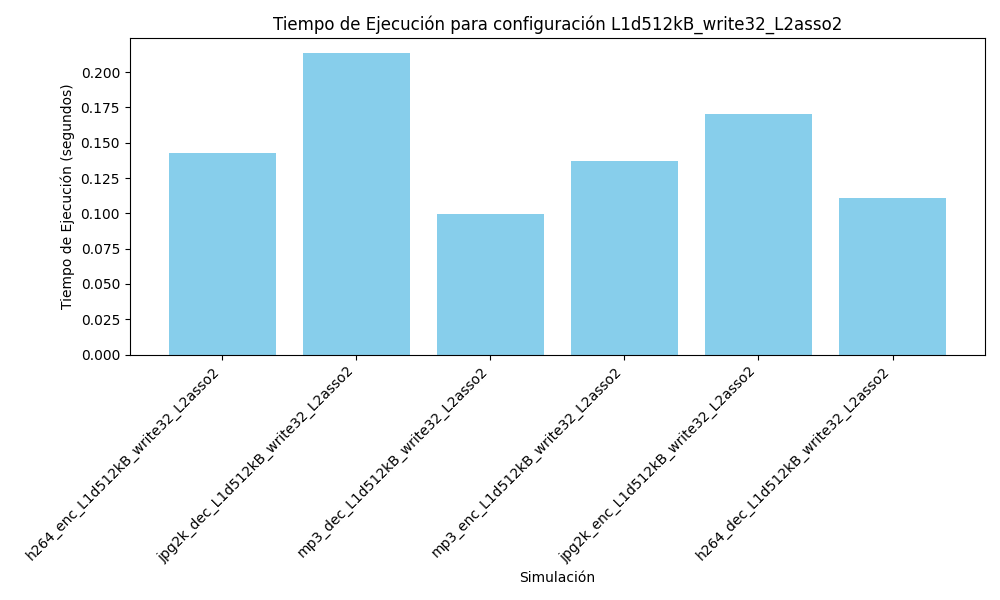 Tiempo de Ejecución para configuración L1d512kB_write32_L2asso2
Tiempo de Ejecución (segundos)
0.200
0.175
0.150
0.125
0.100
0.075
0.050
0.025
0.000
h264_enc_L1d512kB_write32_L2asso2
jpg2k_dec_L1d512kB_write32_L2asso2
mp3_dec_L1d512kB_write32_L2asso2
mp3_enc_L1d512kB_write32_L2asso2
jpg2k_enc_L1d512kB_write32_L2asso2
h264_dec_L1d512kB_write32_L2asso2
Simulación